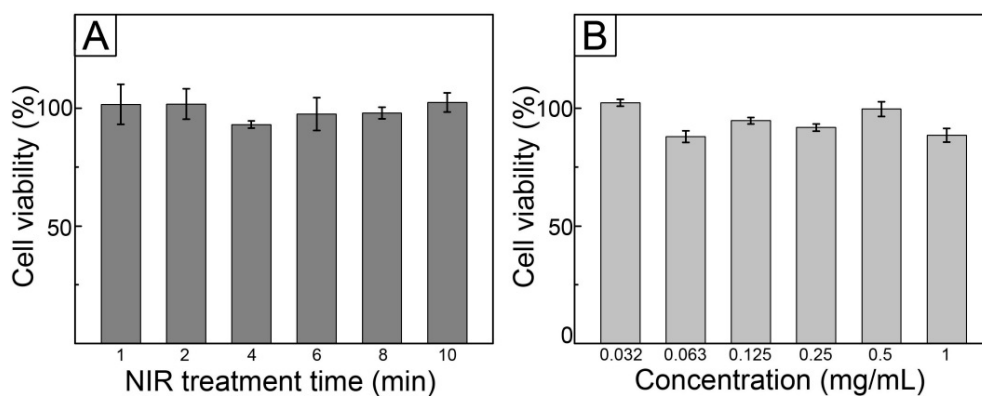 A
Cell viability (%)
100
50
1 2 4 6 8 10
NIR treatment time (min)
B
Cell viability (%)
100
50
0
0.032 0.063 0.125 0.25 0.5 1
Concentration (mg/mL)